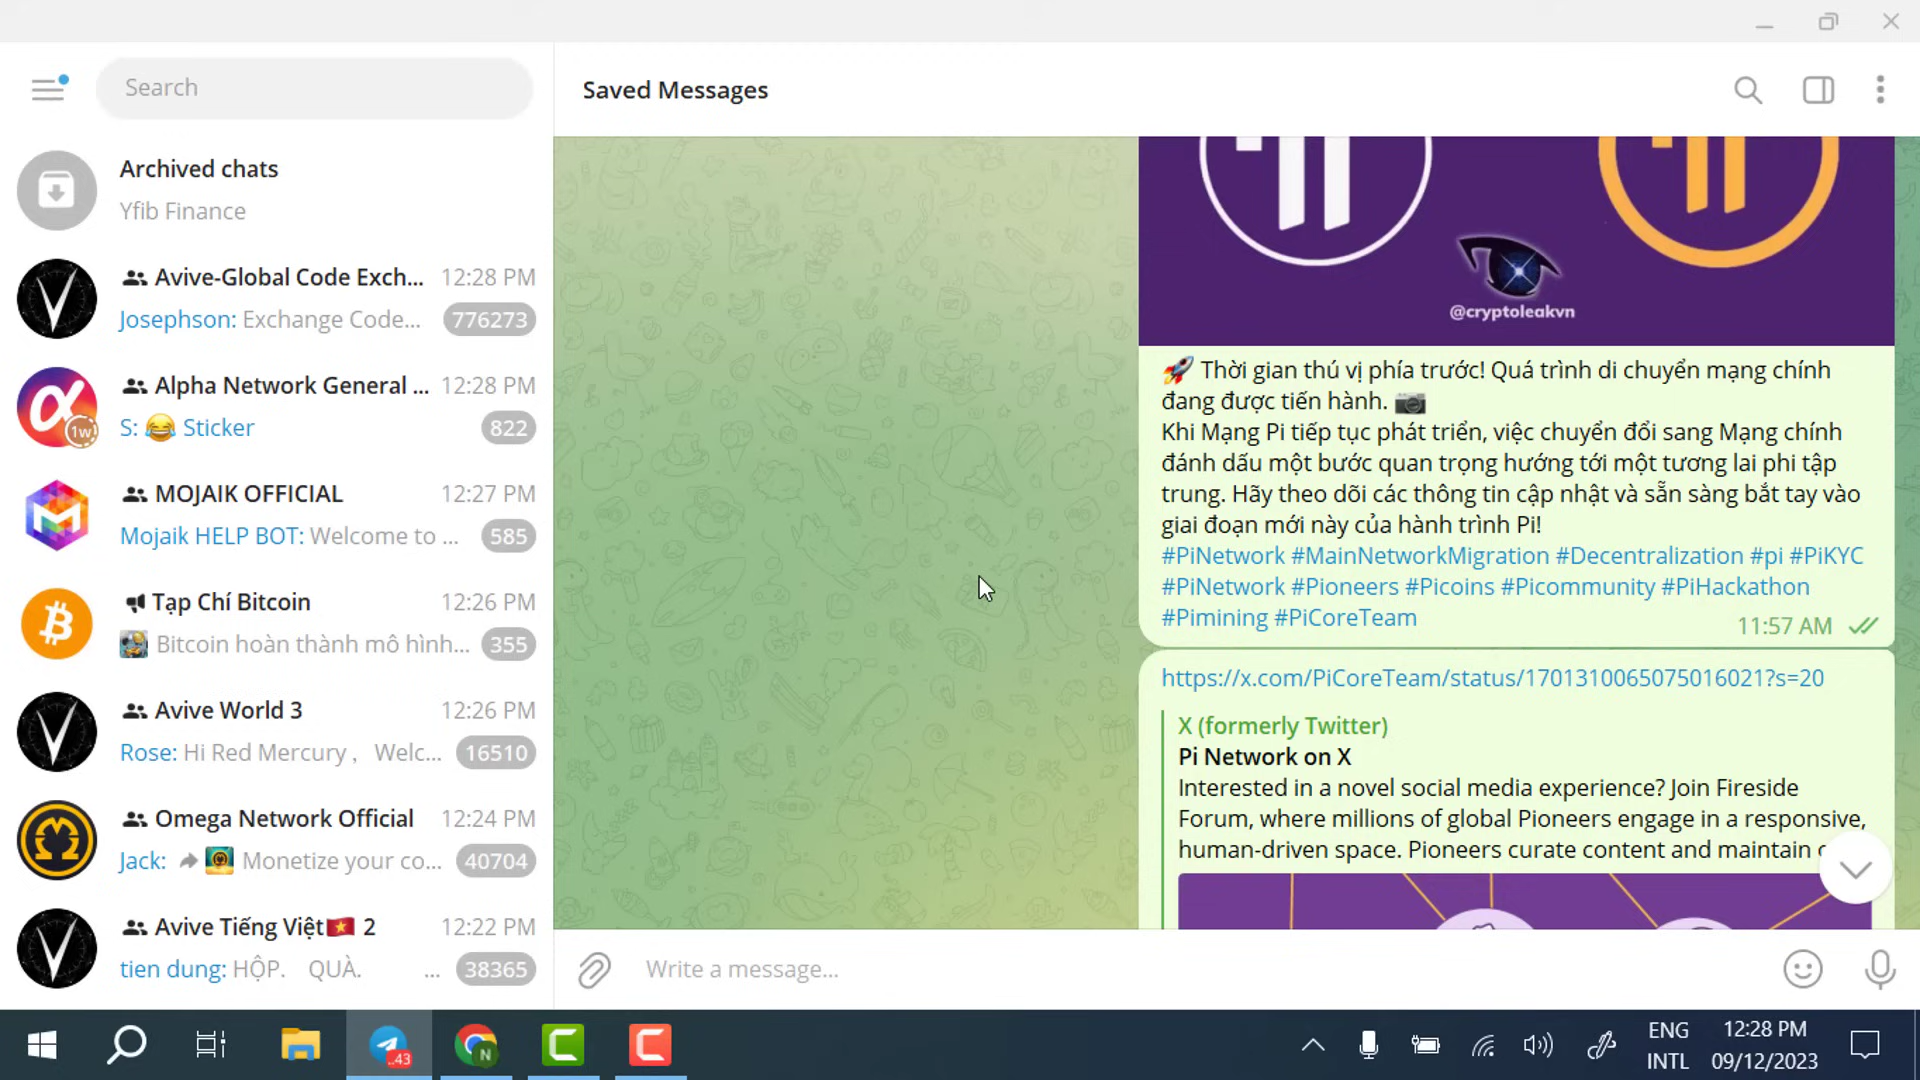 Search
Saved Messages
Archived chats
Yfib Finance
Avive-Global Code Exch... 12:28 PM
Josephson: Exchange Code... 776273
Alpha Network General ... 12:28 PM
1w
S: 😂 Sticker 822
MOJAIK OFFICIAL 12:27 PM
Mojaik HELP BOT: Welcome to ... 585
Tạp Chí Bitcoin 12:26 PM
Bitcoin hoàn thành mô hình... 355
Avive World 3 12:26 PM
Rose: Hi Red Mercury , Welc... 16510
Omega Network Official 12:24 PM
Jack: Monetize your co... 40704
Avive Tiếng Việt🇻🇳 2 12:22 PM
tien dung: HỘP. QUÀ. ... 38365
@cryptoleakvn
🚀 Thời gian thú vị phía trước! Quá trình di chuyển mạng chính
đang được tiến hành. 📷
Khi Mạng Pi tiếp tục phát triển, việc chuyển đổi sang Mạng chính
đánh dấu một bước quan trọng hướng tới một tương lai phi tập
trung. Hãy theo dõi các thông tin cập nhật và sẵn sàng bắt tay vào
giai đoạn mới này của hành trình Pi!
#PiNetwork #MainNetworkMigration #Decentralization #pi #PiKYC
#PiNetwork #Pioneers #Picoins #Picommunity #PiHackathon
#Pimining #PiCoreTeam
11:57 AM
https://x.com/PiCoreTeam/status/1701310065075016021?s=20
X (formerly Twitter)
Pi Network on X
Interested in a novel social media experience? Join Fireside
Forum, where millions of global Pioneers engage in a responsive,
human-driven space. Pioneers curate content and maintain
Write a message...
43
N
ENG
INTL
12:28 PM
09/12/2023